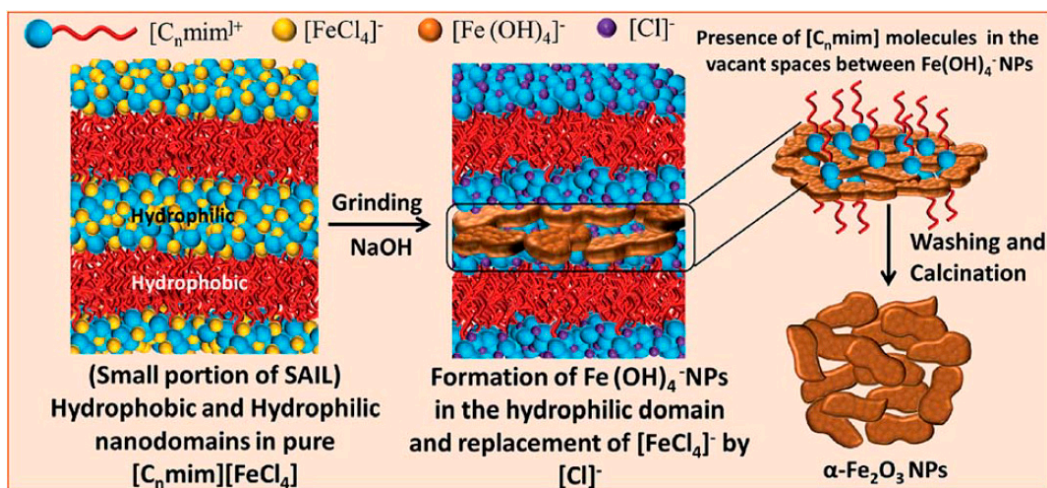 [Cₙmim]⁺ [FeCl₄]⁻ [Fe (OH)₄]⁻ [Cl]⁻
Presence of [Cₙmim] molecules in the
vacant spaces between Fe(OH)₄⁻NPs
Hydrophilic
Hydrophobic
Grinding
NaOH
Washing and
Calcination
(Small portion of SAIL)
Hydrophobic and Hydrophilic
nanodomains in pure
[Cₙmim][FeCl₄]
Formation of Fe (OH)₄⁻NPs
in the hydrophilic domain
and replacement of [FeCl₄]⁻ by
[Cl]⁻
α-Fe₂O₃ NPs